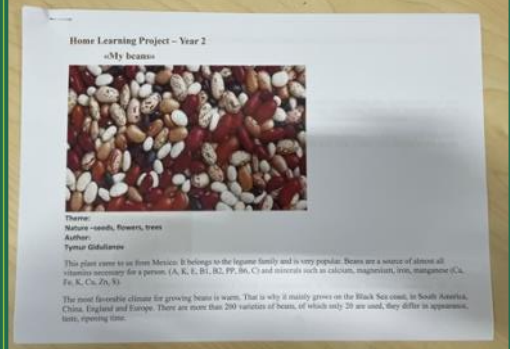 Home Learning Project – Year 2
«My beans»
Theme:
Nature –seeds, flowers, trees
Author:
Tymur Gidulianov
This plant came to us from Mexico. It belongs to the legume family and is very popular. Beans are a source of almost all
vitamins necessary for a person. (A, K, E, B1, B2, PP, B6, C) and minerals such as calcium, magnesium, iron, manganese (Ca,
Fe, K, Cu, Zn, S).
The most favorable climate for growing beans is warm. That is why it mainly grows on the Black Sea coast, in South America,
China, England and Europe. There are more than 200 varieties of beans, of which only 20 are used, they differ in appearance,
taste, ripening time.